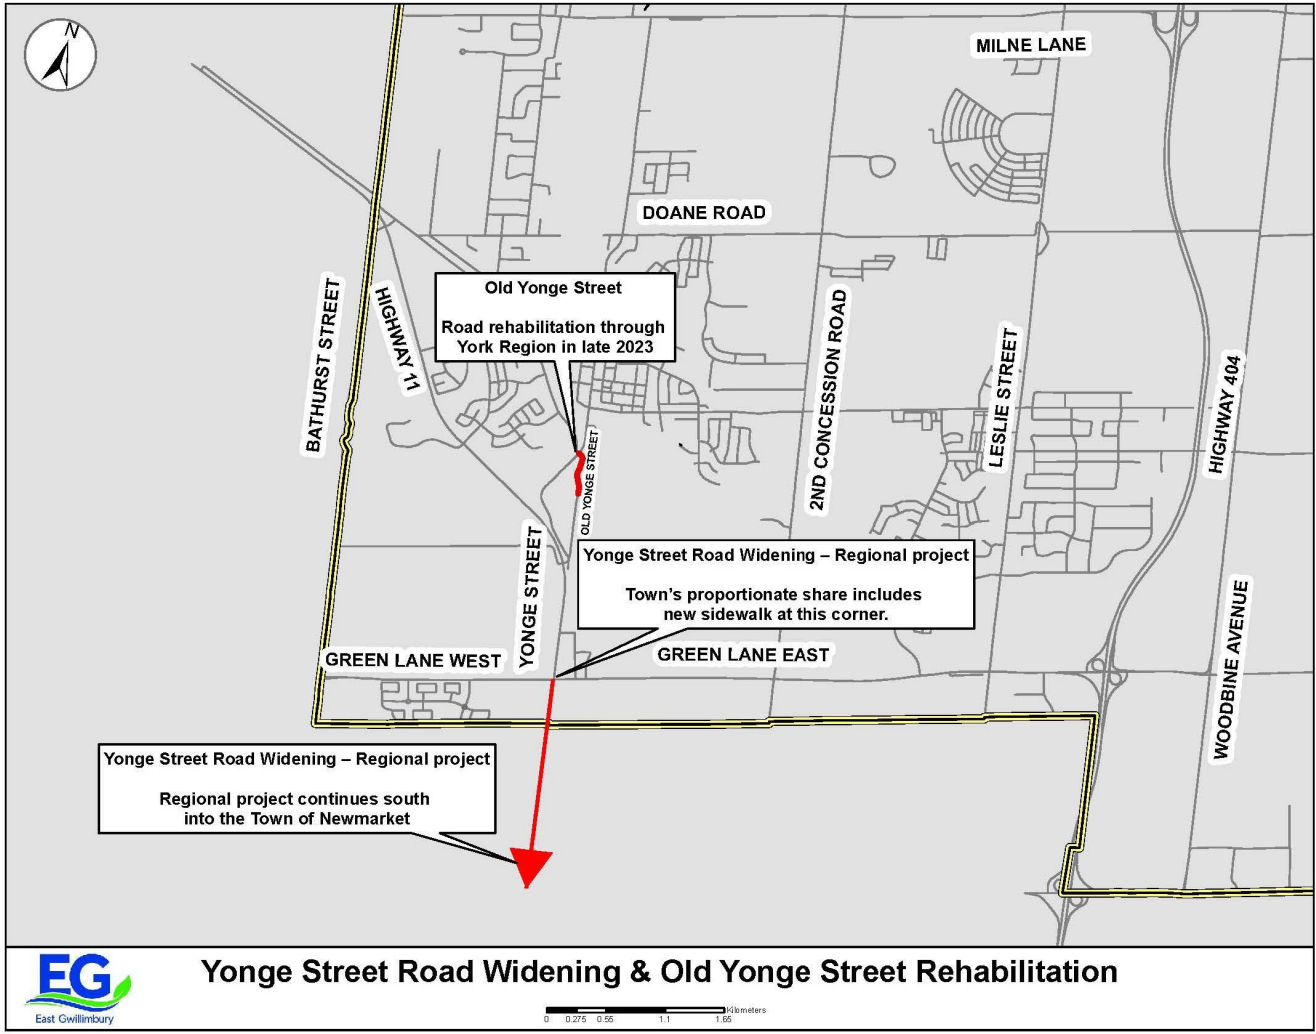 N
MILNE LANE
DOANE ROAD
Old Yonge Street
Road rehabilitation through
York Region in late 2023
BATHURST STREET
HIGHWAY 11
2ND CONCESSION ROAD
LESLIE STREET
HIGHWAY 404
OLD YONGE STREET
YONGE STREET
Yonge Street Road Widening – Regional project
Town's proportionate share includes
new sidewalk at this corner.
WOODBINE AVENUE
GREEN LANE WEST
GREEN LANE EAST
Yonge Street Road Widening – Regional project
Regional project continues south
into the Town of Newmarket
EG
East Gwillimbury
Yonge Street Road Widening & Old Yonge Street Rehabilitation
Kilometers
0 0.275 0.55 1.1 1.65